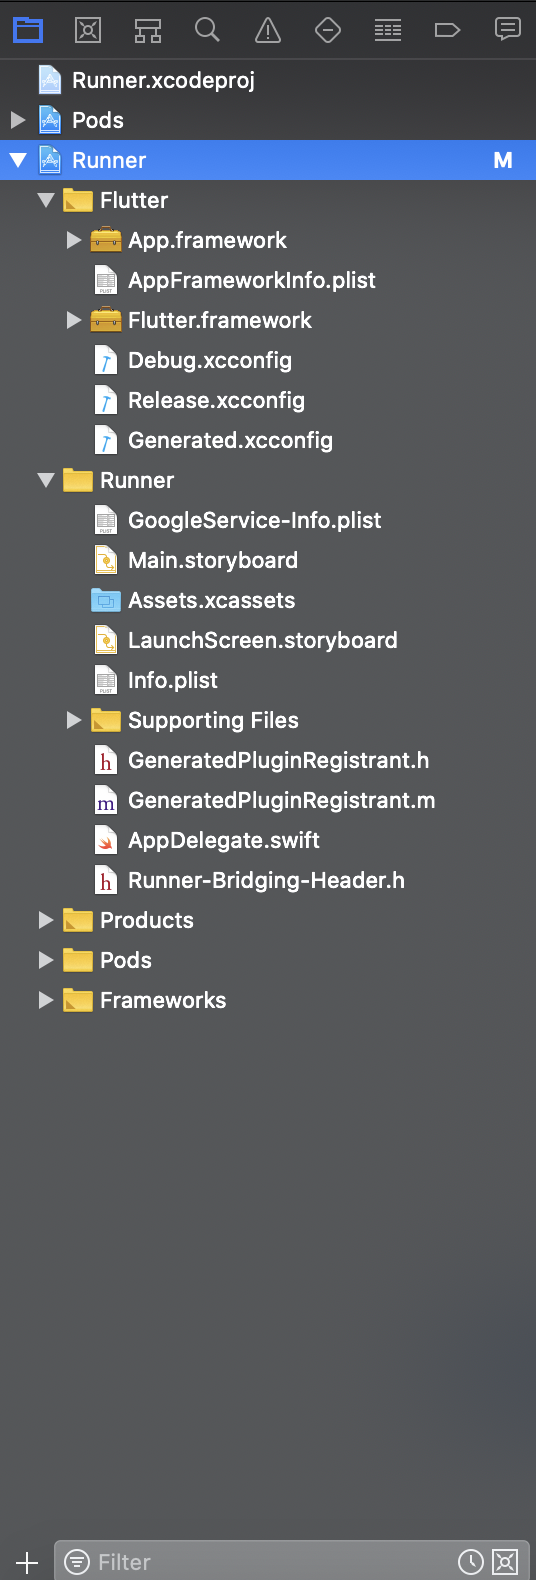 Runner.xcodeproj
Pods
Runner M
Flutter
App.framework
AppFrameworkInfo.plist
Flutter.framework
Debug.xcconfig
Release.xcconfig
Generated.xcconfig
Runner
GoogleService-Info.plist
Main.storyboard
Assets.xcassets
LaunchScreen.storyboard
Info.plist
Supporting Files
GeneratedPluginRegistrant.h
GeneratedPluginRegistrant.m
AppDelegate.swift
Runner-Bridging-Header.h
Products
Pods
Frameworks
Filter